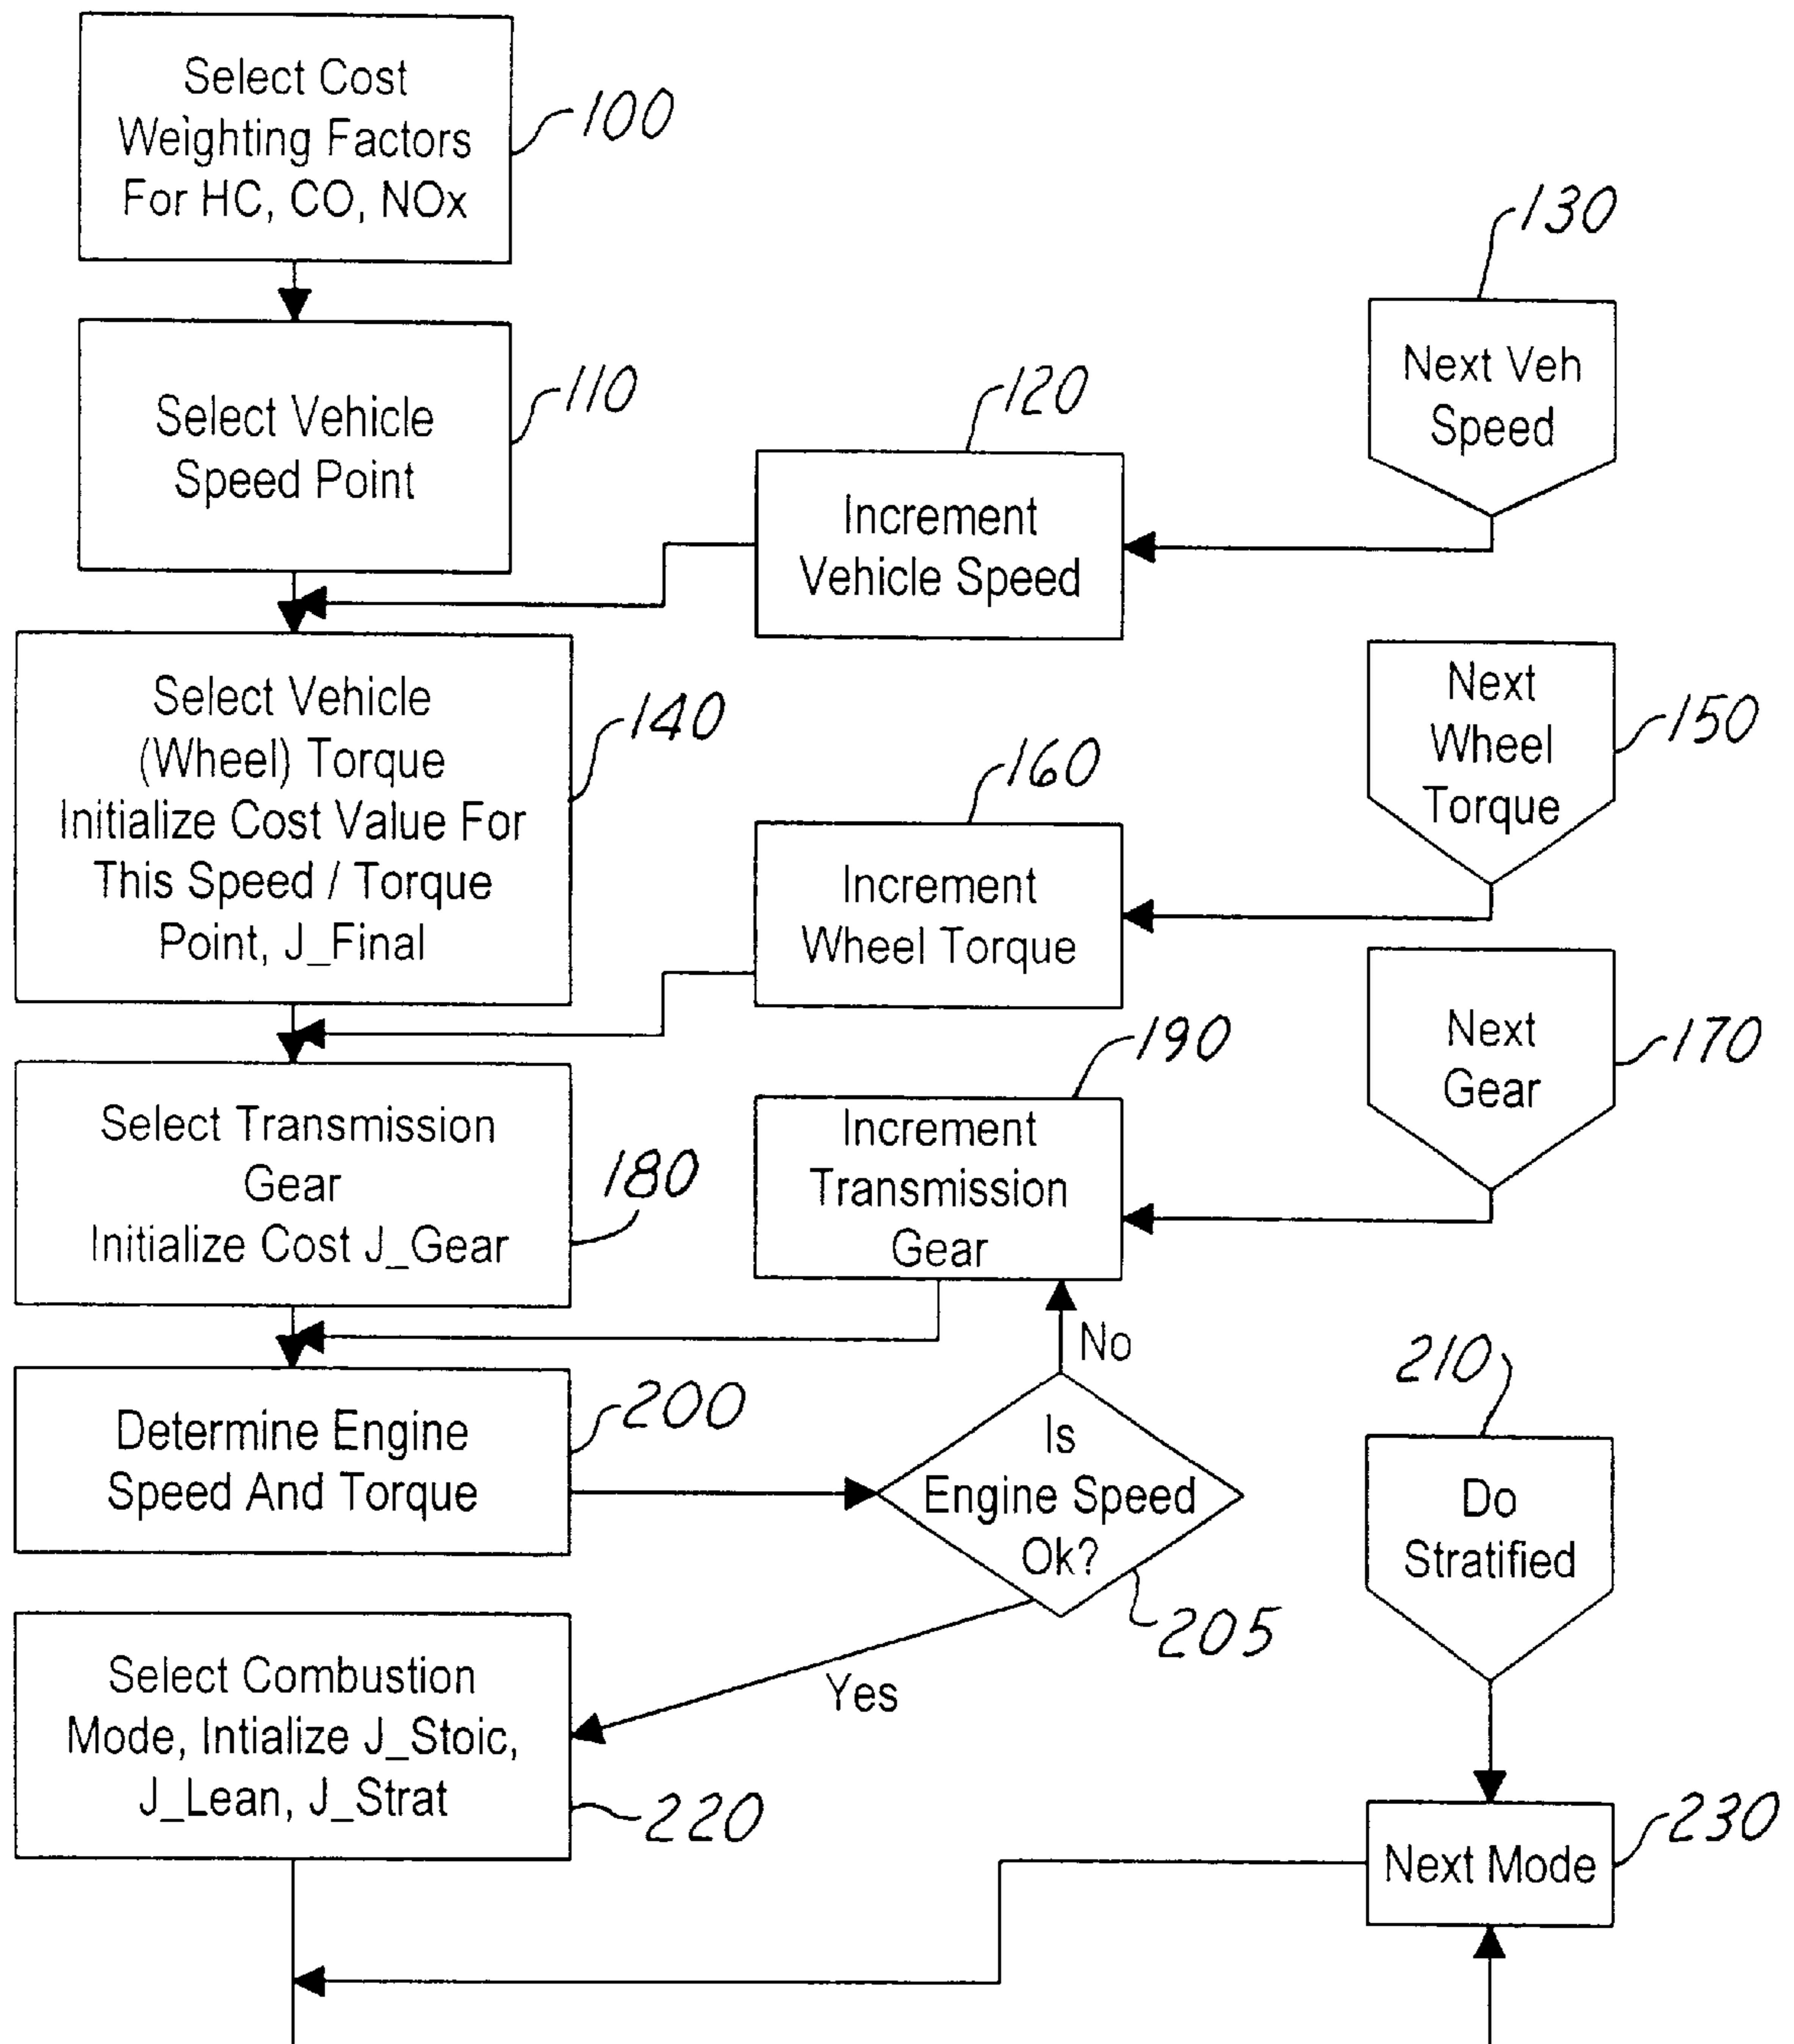 Select Cost
Weighting Factors
For HC, CO, NOx
100
130
Next Veh
Speed
Select Vehicle
Speed Point
110
120
Increment
Vehicle Speed
Select Vehicle
(Wheel) Torque
Initialize Cost Value For
This Speed / Torque
Point, J_Final
140
Next
Wheel
Torque
150
160
Increment
Wheel Torque
Next
Gear
170
Select Transmission
Gear
Initialize Cost J_Gear
180
190
Increment
Transmission
Gear
No
Determine Engine
Speed And Torque
200
Is
Engine Speed
Ok?
205
210
Do
Stratified
Yes
Select Combustion
Mode, Intialize J_Stoic,
J_Lean, J_Strat
220
230
Next Mode